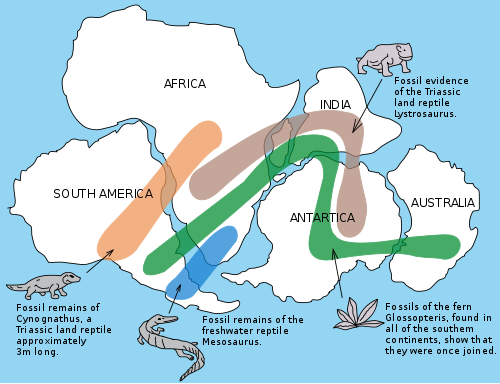 AFRICA
INDIA
SOUTH AMERICA
ANTARTICA
AUSTRALIA
Fossil evidence
of the Triassic
land reptile
Lystrosaurus.
Fossil remains of
Cynognathus, a
Triassic land reptile
approximately
3m long.
Fossil remains of the
freshwater reptile
Mesosaurus.
Fossils of the fern
Glossopteris, found in
all of the southern
continents, show that
they were once joined.